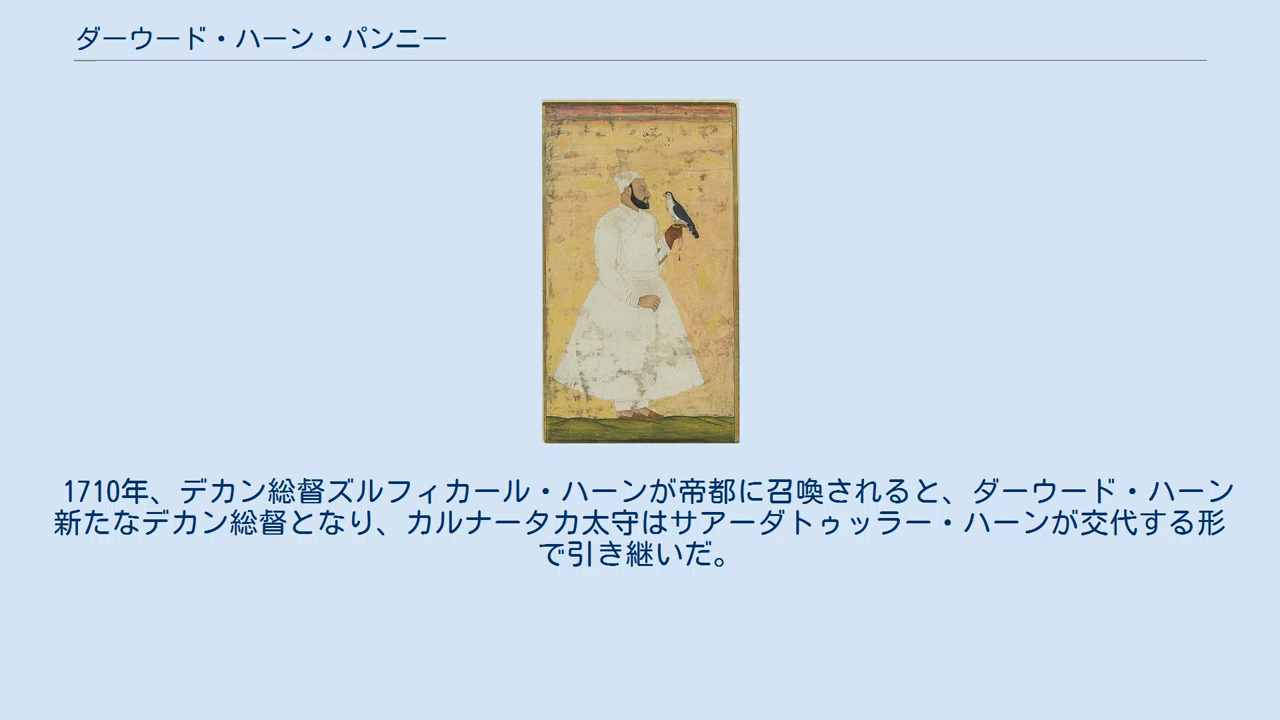 ダーウード・ハーン・パンニー
1710年、デカン総督ズルフィカール・ハーンが帝都に召喚されると、ダーウード・ハーン
新たなデカン総督となり、カルナータカ太守はサアーダトゥッラー・ハーンが交代する形
で引き継いだ。